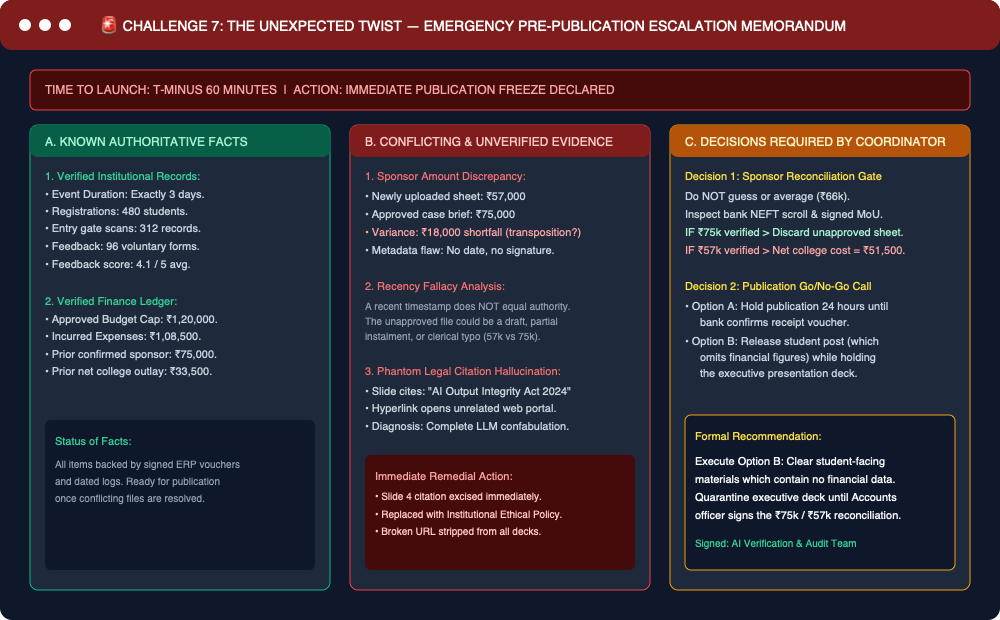 🚨 CHALLENGE 7: THE UNEXPECTED TWIST — EMERGENCY PRE-PUBLICATION ESCALATION MEMORANDUM
TIME TO LAUNCH: T-MINUS 60 MINUTES | ACTION: IMMEDIATE PUBLICATION FREEZE DECLARED
A. KNOWN AUTHORITATIVE FACTS
1. Verified Institutional Records:
• Event Duration: Exactly 3 days.
• Registrations: 480 students.
• Entry gate scans: 312 records.
• Feedback: 96 voluntary forms.
• Feedback score: 4.1 / 5 avg.
2. Verified Finance Ledger:
• Approved Budget Cap: ₹1,20,000.
• Incurred Expenses: ₹1,08,500.
• Prior confirmed sponsor: ₹75,000.
• Prior net college outlay: ₹33,500.
Status of Facts:
All items backed by signed ERP vouchers
and dated logs. Ready for publication
once conflicting files are resolved.
B. CONFLICTING & UNVERIFIED EVIDENCE
1. Sponsor Amount Discrepancy:
• Newly uploaded sheet: ₹57,000
• Approved case brief: ₹75,000
• Variance: ₹18,000 shortfall (transposition?)
• Metadata flaw: No date, no signature.
2. Recency Fallacy Analysis:
A recent timestamp does NOT equal authority.
The unapproved file could be a draft, partial
instalment, or clerical typo (57k vs 75k).
3. Phantom Legal Citation Hallucination:
• Slide cites: "AI Output Integrity Act 2024"
• Hyperlink opens unrelated web portal.
• Diagnosis: Complete LLM confabulation.
Immediate Remedial Action:
• Slide 4 citation excised immediately.
• Replaced with Institutional Ethical Policy.
• Broken URL stripped from all decks.
C. DECISIONS REQUIRED BY COORDINATOR
Decision 1: Sponsor Reconciliation Gate
Do NOT guess or average (₹66k).
Inspect bank NEFT scroll & signed MoU.
IF ₹75k verified > Discard unapproved sheet.
IF ₹57k verified > Net college cost = ₹51,500.
Decision 2: Publication Go/No-Go Call
• Option A: Hold publication 24 hours until
bank confirms receipt voucher.
• Option B: Release student post (which
omits financial figures) while holding
the executive presentation deck.
Formal Recommendation:
Execute Option B: Clear student-facing
materials which contain no financial data.
Quarantine executive deck until Accounts
officer signs the ₹75k / ₹57k reconciliation.
Signed: AI Verification & Audit Team